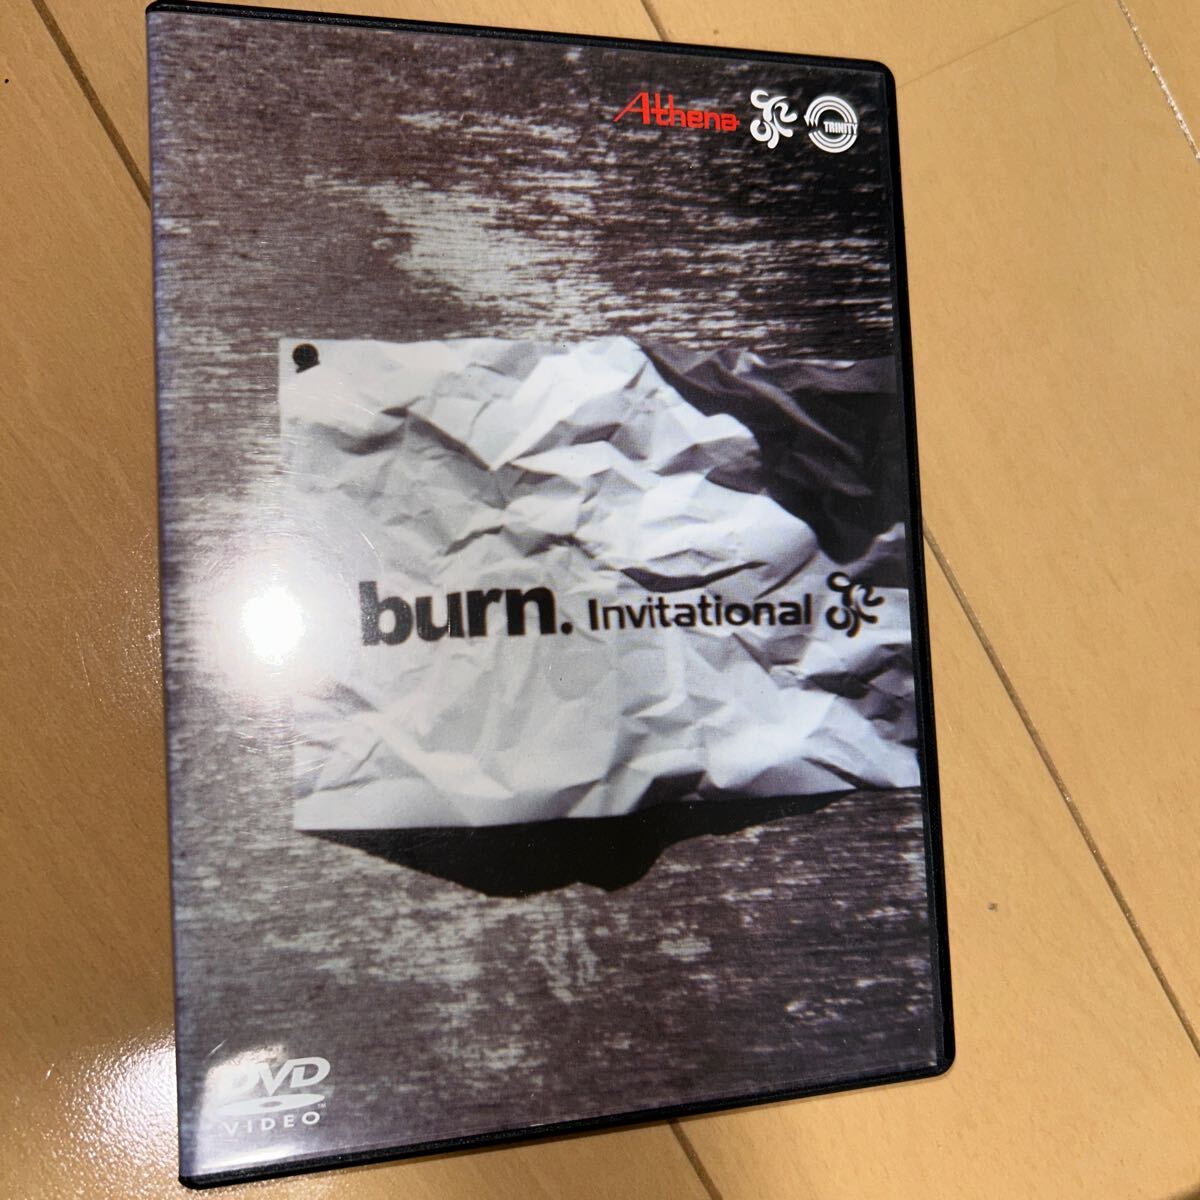 Athena
TRINITY
burn. Invitational
DVD
VIDEO